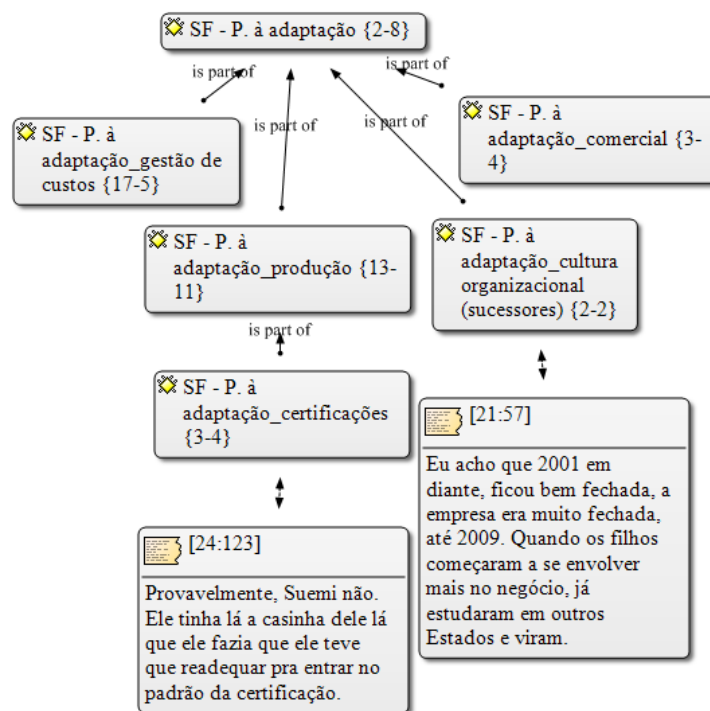 SF - P. à adaptação {2-8}
is part of
is part of
is part of
is part of
SF - P. à
adaptação_gestão de
custos {17-5}
SF - P. à
adaptação_comercial {3-
4}
SF - P. à
adaptação_produção {13-
11}
SF - P. à
adaptação_cultura
organizacional
(sucessores) {2-2}
is part of
SF - P. à
adaptação_certificações
{3-4}
[21:57]
Eu acho que 2001 em
diante, ficou bem fechada, a
empresa era muito fechada,
até 2009. Quando os filhos
começaram a se envolver
mais no negócio, já
estudaram em outros
Estados e viram.
[24:123]
Provavelmente, Suemi não.
Ele tinha lá a casinha dele lá
que ele fazia que ele teve
que readequar pra entrar no
padrão da certificação.